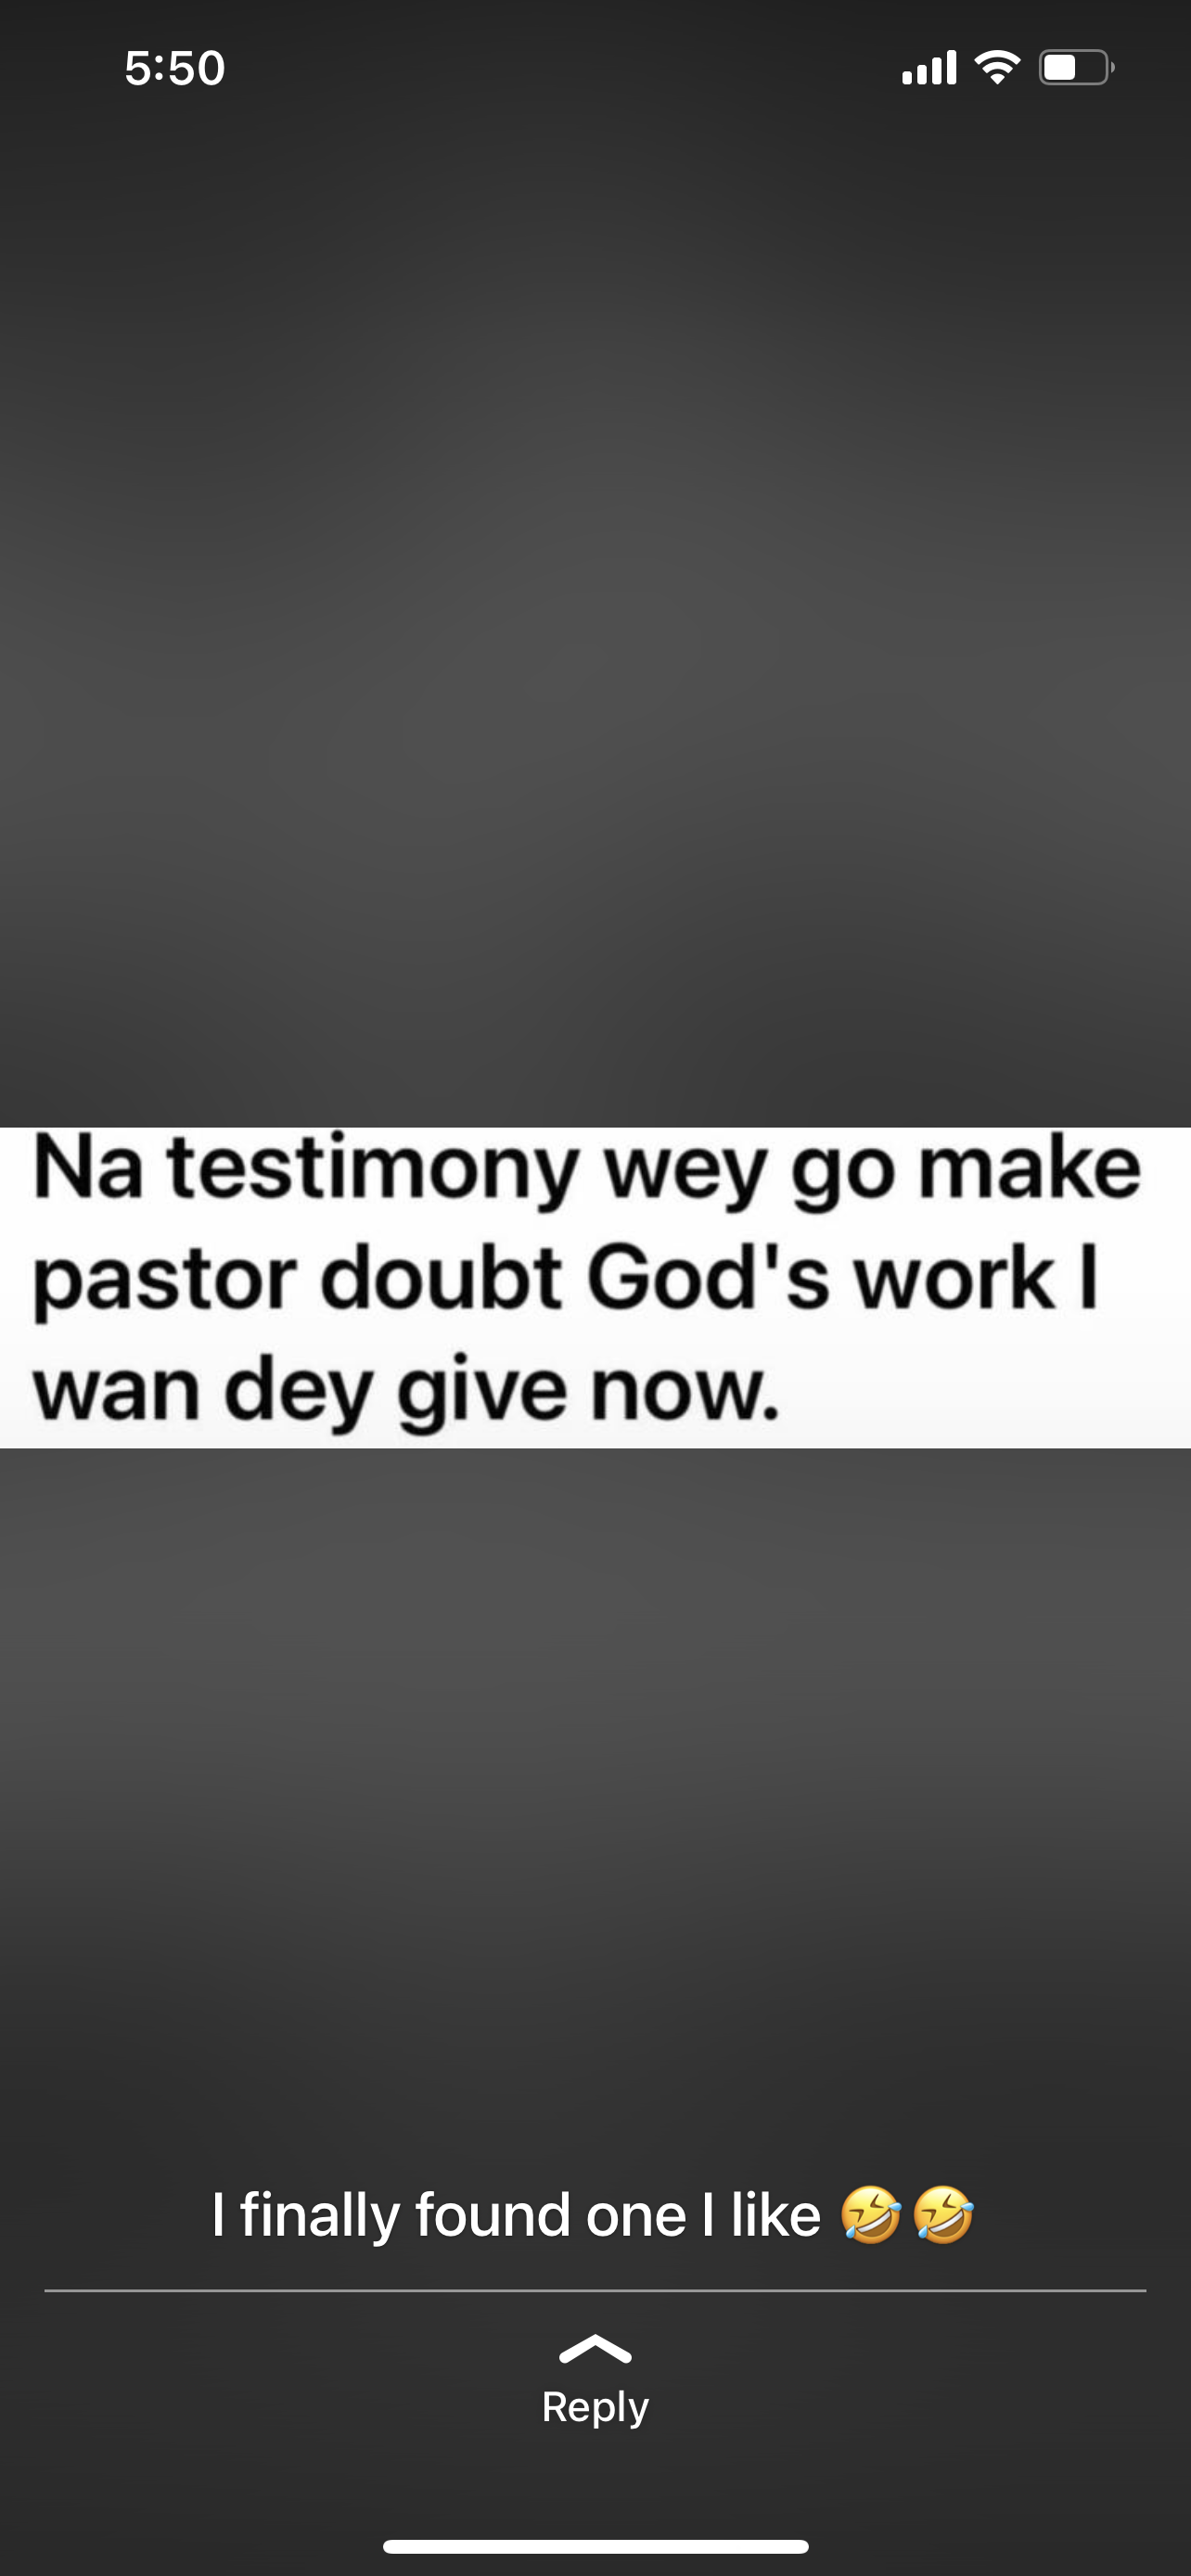 5:50
Na testimony wey go make
pastor doubt God's work I
wan dey give now.
I finally found one I like 🤣🤣
Reply